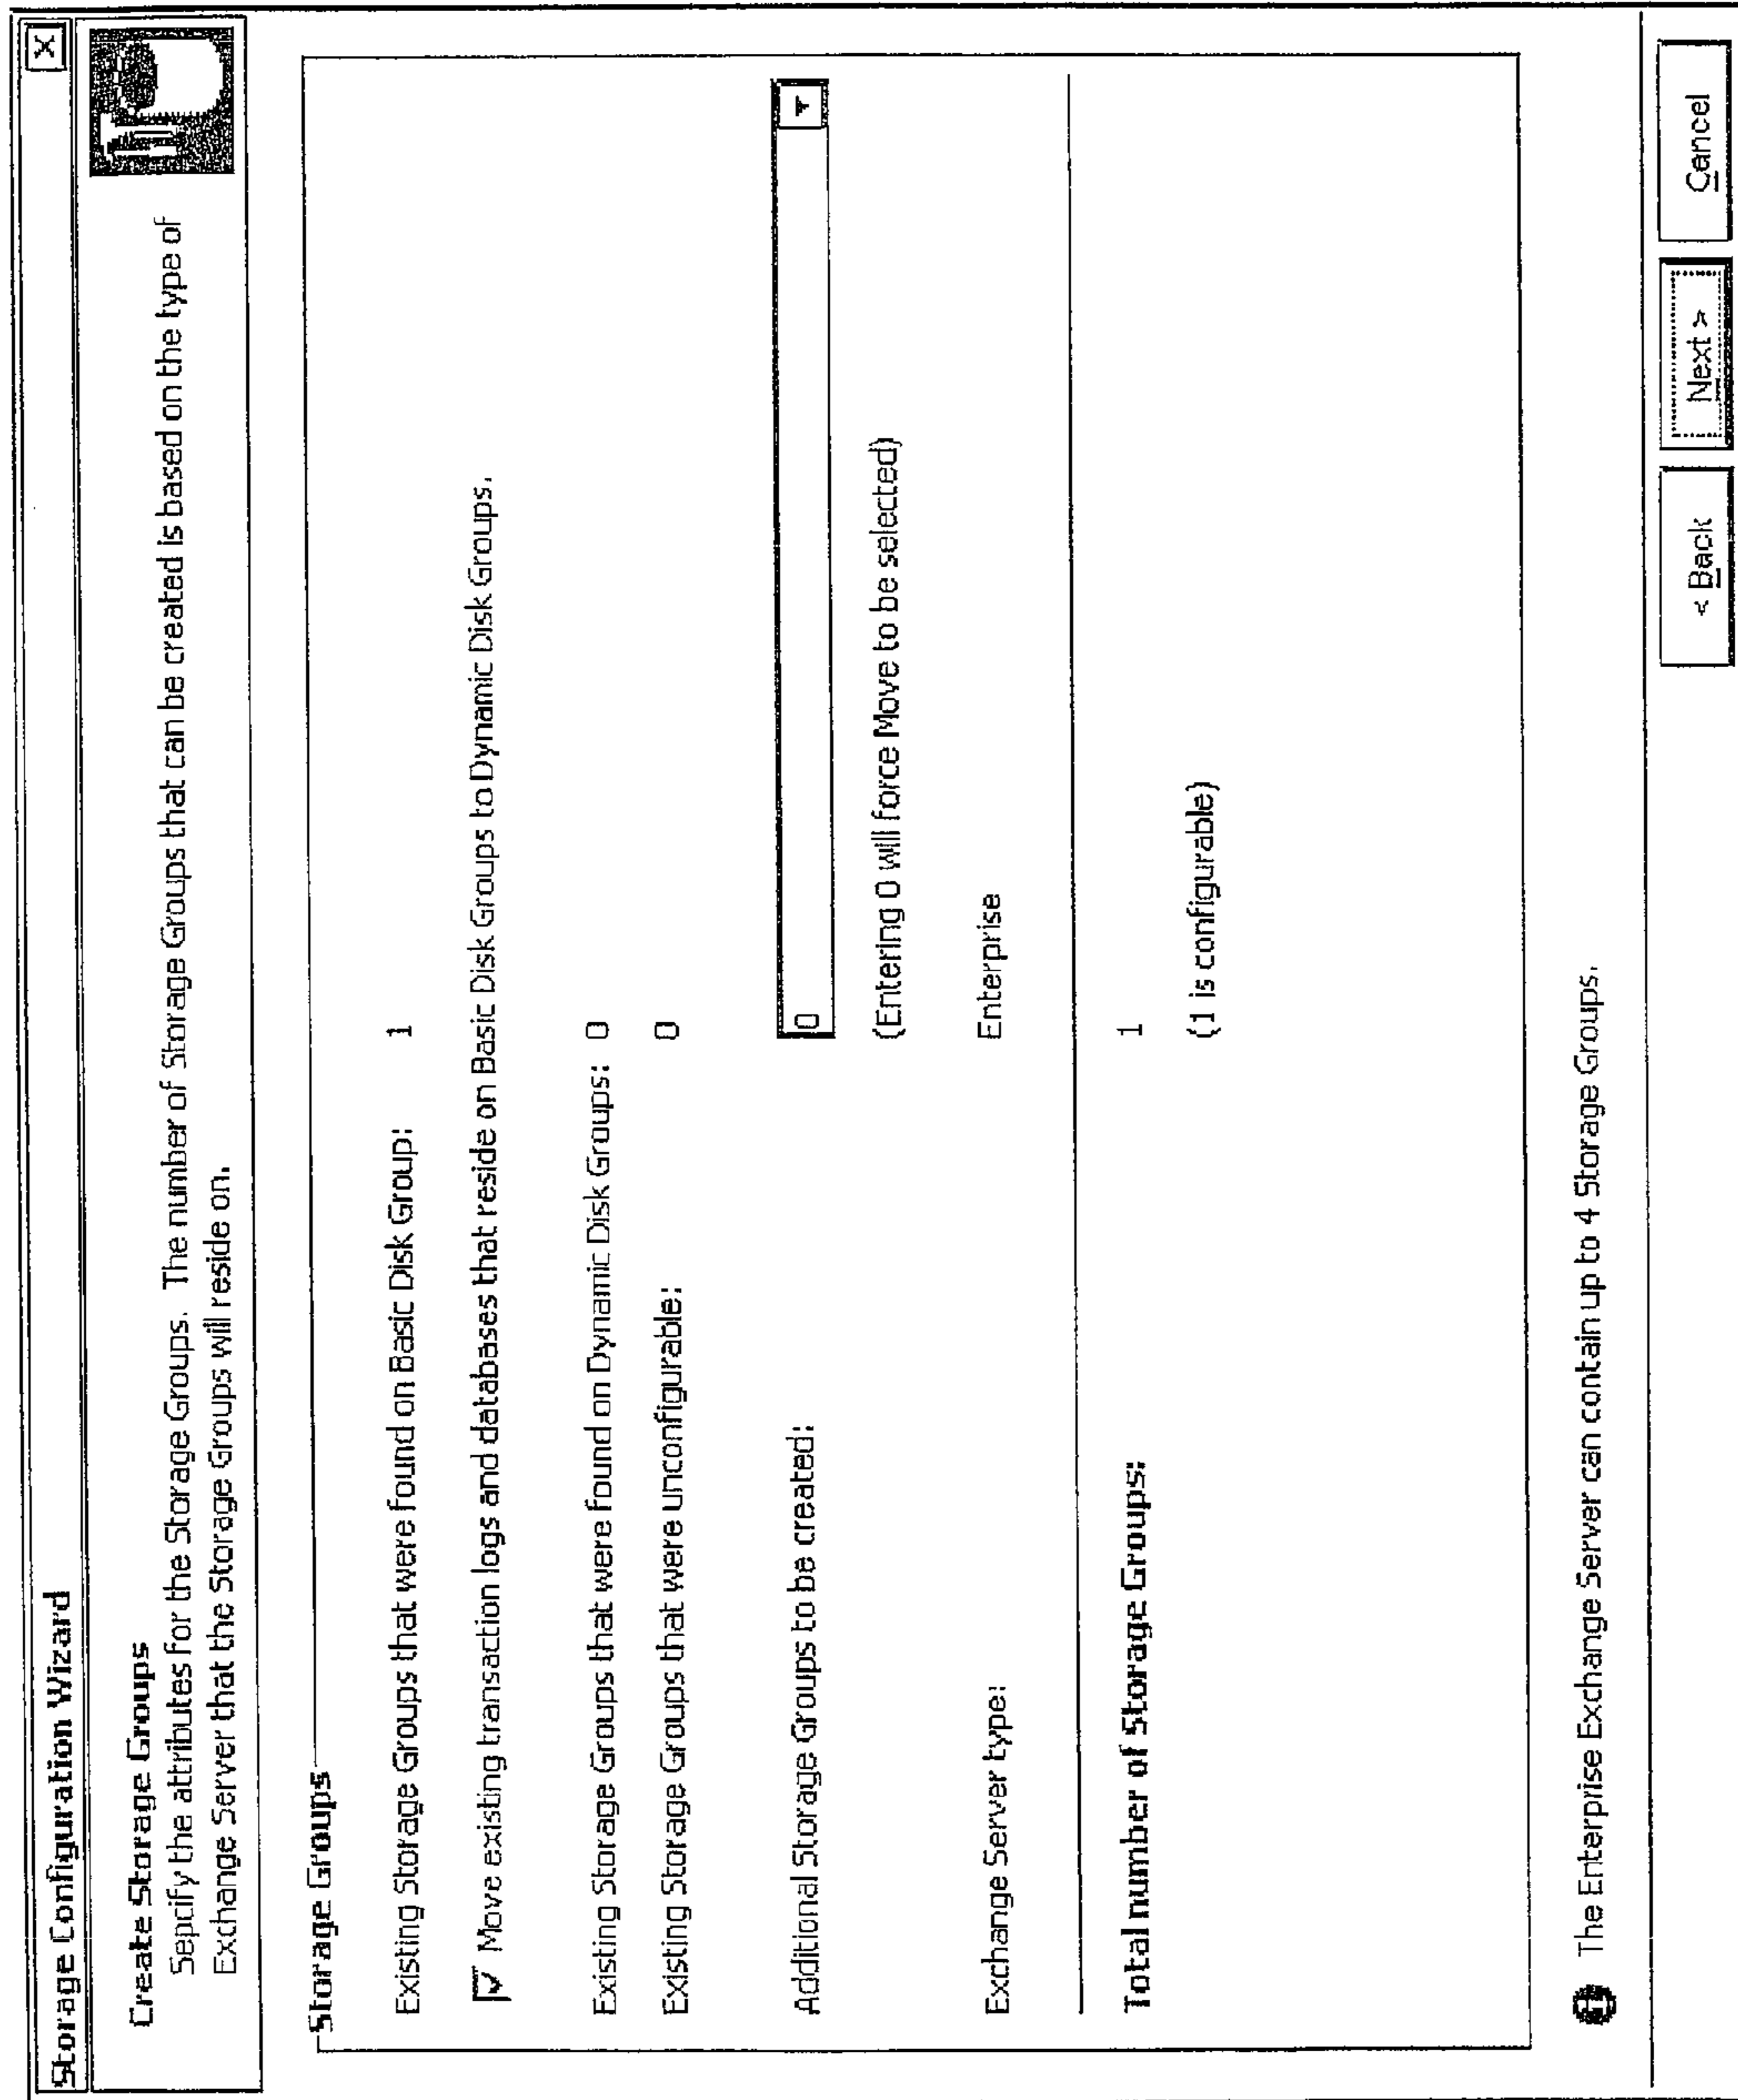 Storage Configuration Wizard
X
Create Storage Groups
Sepcify the attributes for the Storage Groups. The number of Storage Groups that can be created is based on the type of
Exchange Server that the Storage Groups will reside on.
Storage Groups
Existing Storage Groups that were found on Basic Disk Group: 1
Move existing transaction logs and databases that reside on Basic Disk Groups to Dynamic Disk Groups.
Existing Storage Groups that were found on Dynamic Disk Groups: 0
Existing Storage Groups that were unconfigurable: 0
Additional Storage Groups to be created: 0
(Entering 0 will force Move to be selected)
Exchange Server type: Enterprise
Total number of Storage Groups: 1
(1 is configurable)
The Enterprise Exchange Server can contain up to 4 Storage Groups.
< Back Next > Cancel